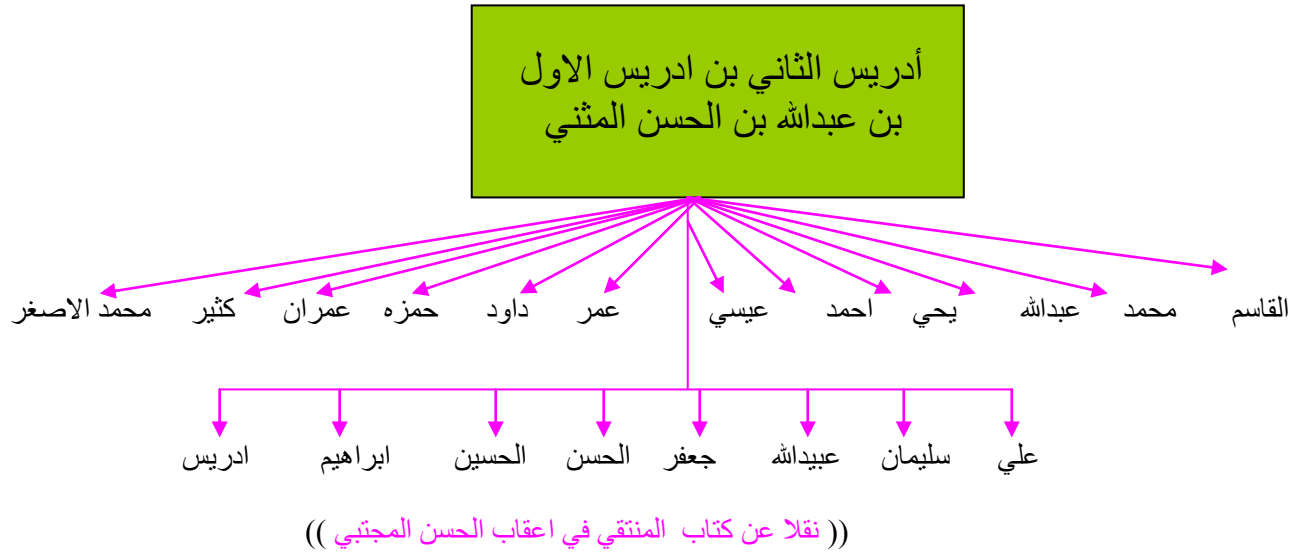 أدريس الثاني بن ادريس الاول
بن عبدالله بن الحسن المثني
القاسم محمد عبدالله يحي احمد عيسي عمر داود حمزه عمران كثير محمد الاصغر
علي سليمان عبيدالله جعفر الحسن الحسين ابراهيم ادريس
(( نقلا عن كتاب المنتقي في اعقاب الحسن المجتبي ))